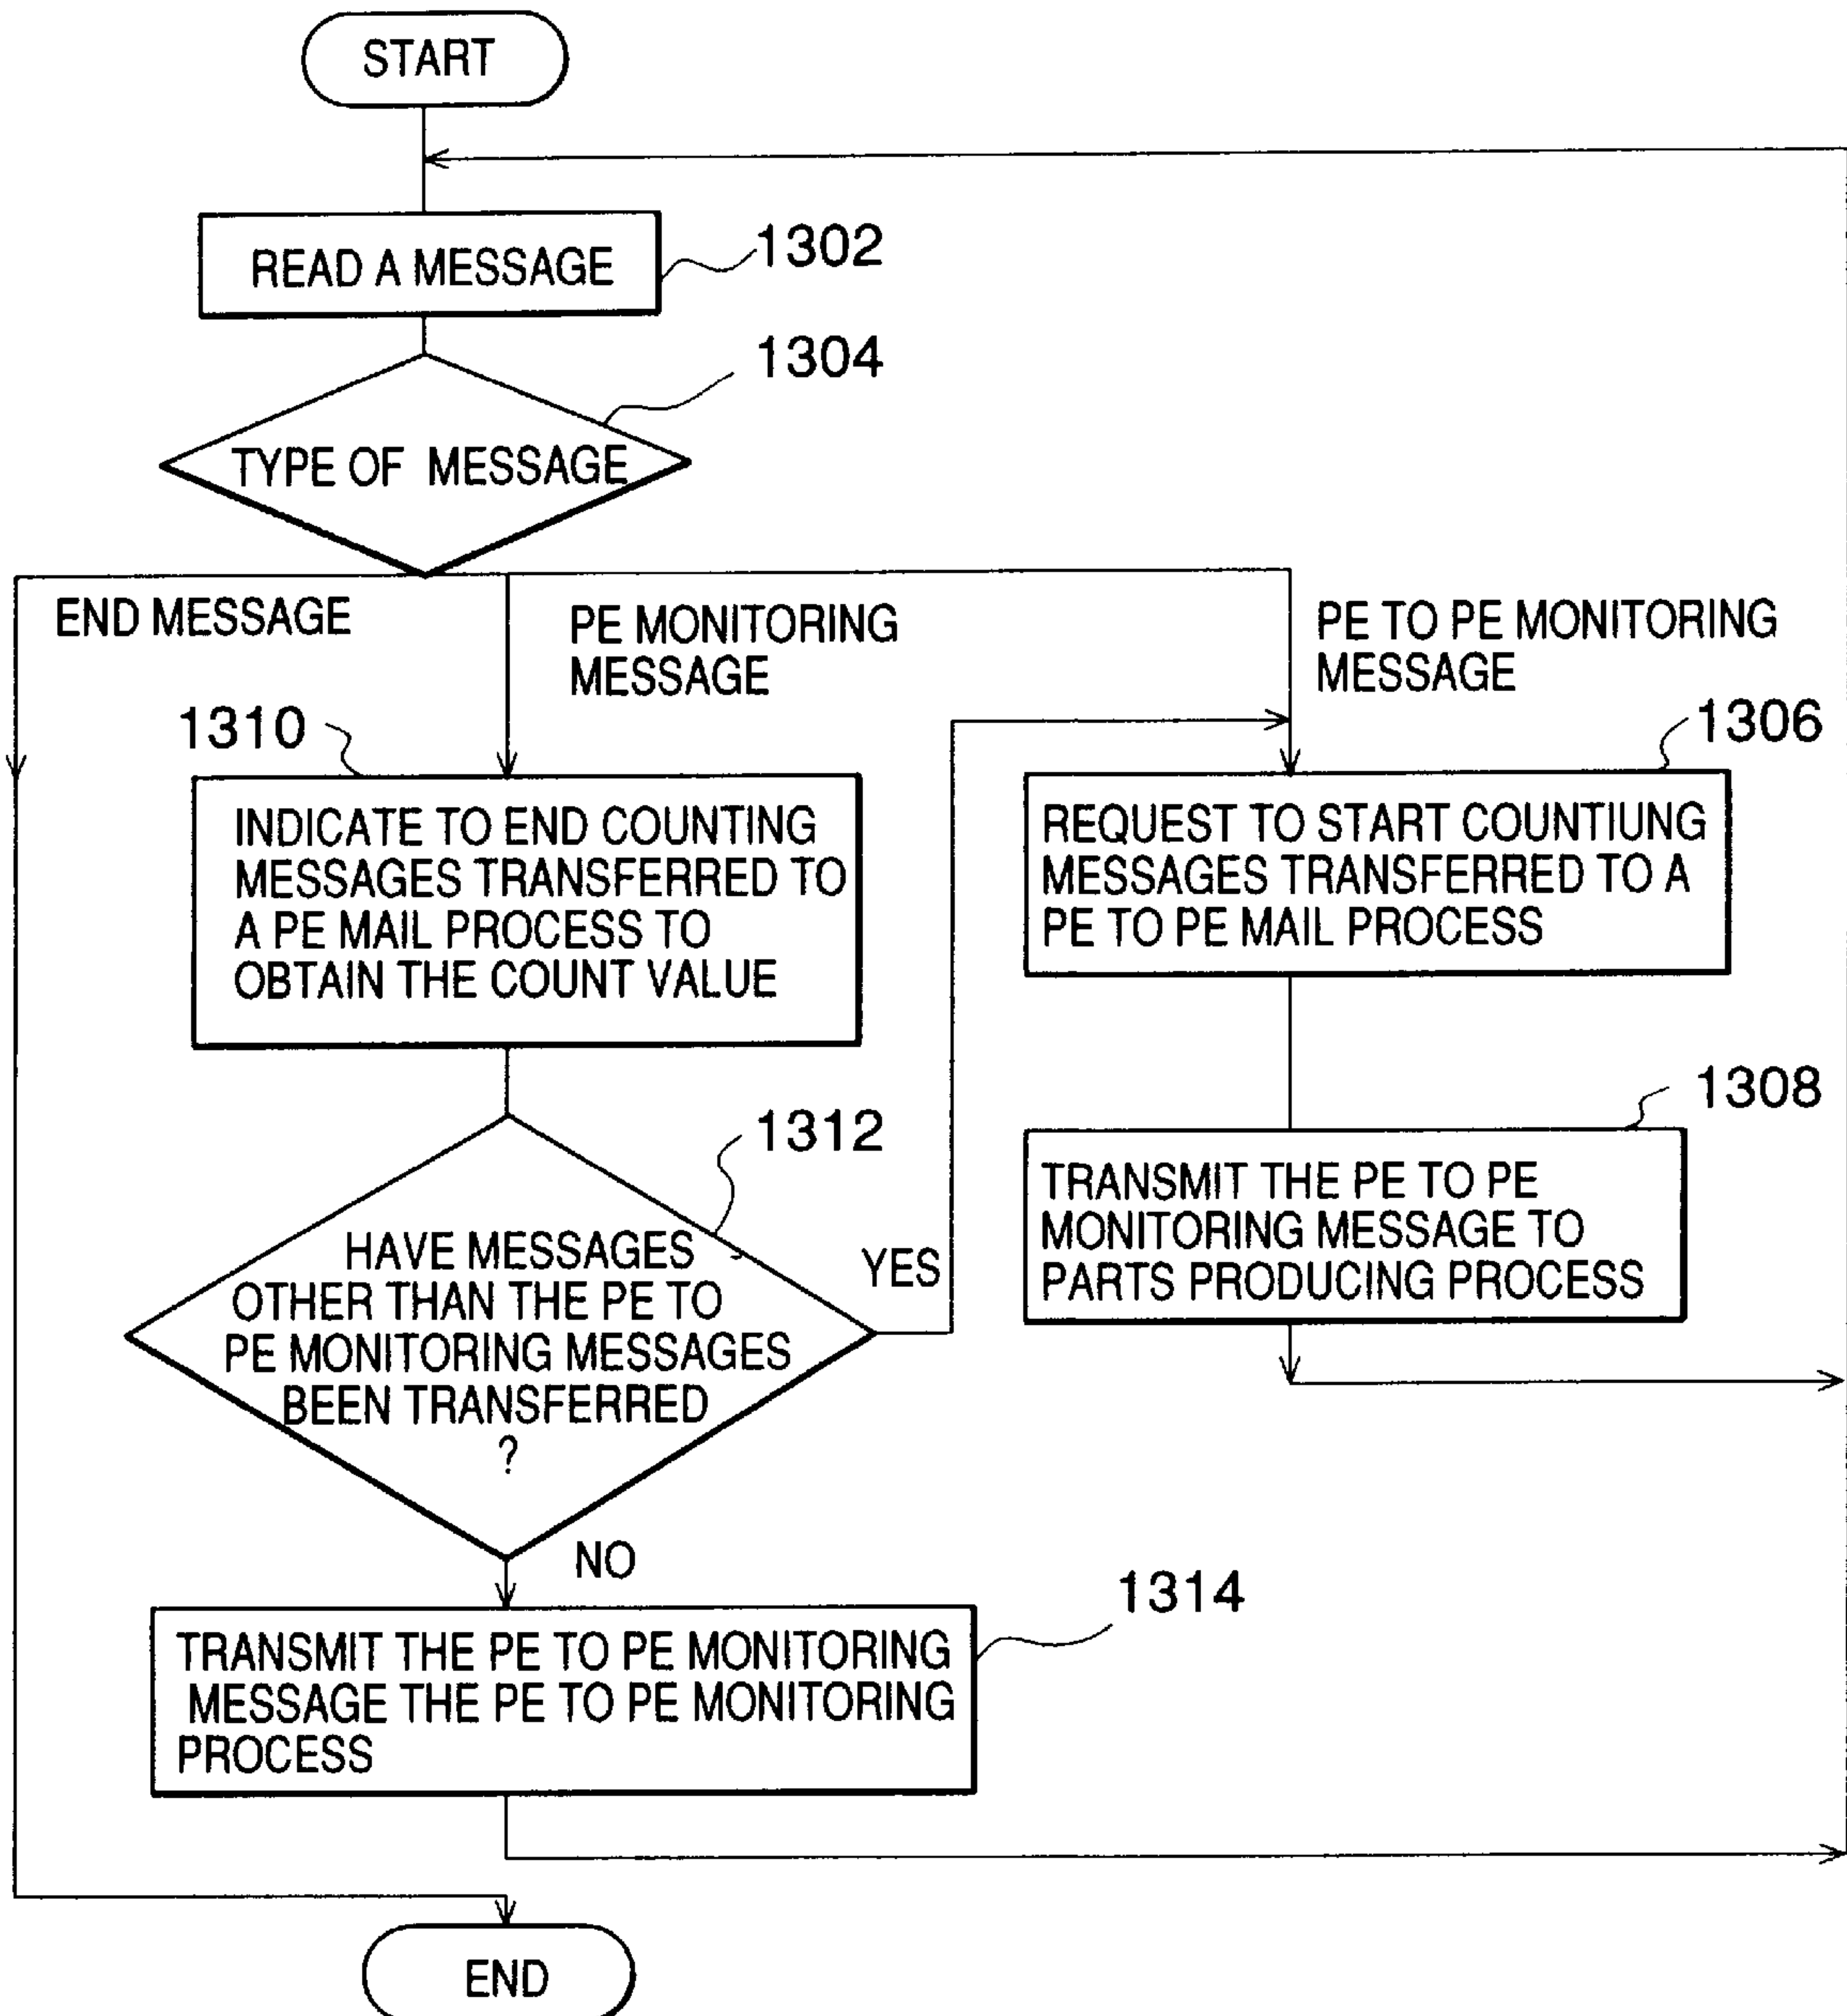 START
READ A MESSAGE
1302
1304
TYPE OF MESSAGE
END MESSAGE
PE MONITORING
MESSAGE
PE TO PE MONITORING
MESSAGE
1310
INDICATE TO END COUNTING
MESSAGES TRANSFERRED TO
A PE MAIL PROCESS TO
OBTAIN THE COUNT VALUE
1306
REQUEST TO START COUNTIUNG
MESSAGES TRANSFERRED TO A
PE TO PE MAIL PROCESS
1312
HAVE MESSAGES
OTHER THAN THE PE TO
PE MONITORING MESSAGES
BEEN TRANSFERRED
?
YES
NO
1308
TRANSMIT THE PE TO PE
MONITORING MESSAGE TO
PARTS PRODUCING PROCESS
1314
TRANSMIT THE PE TO PE MONITORING
MESSAGE THE PE TO PE MONITORING
PROCESS
END